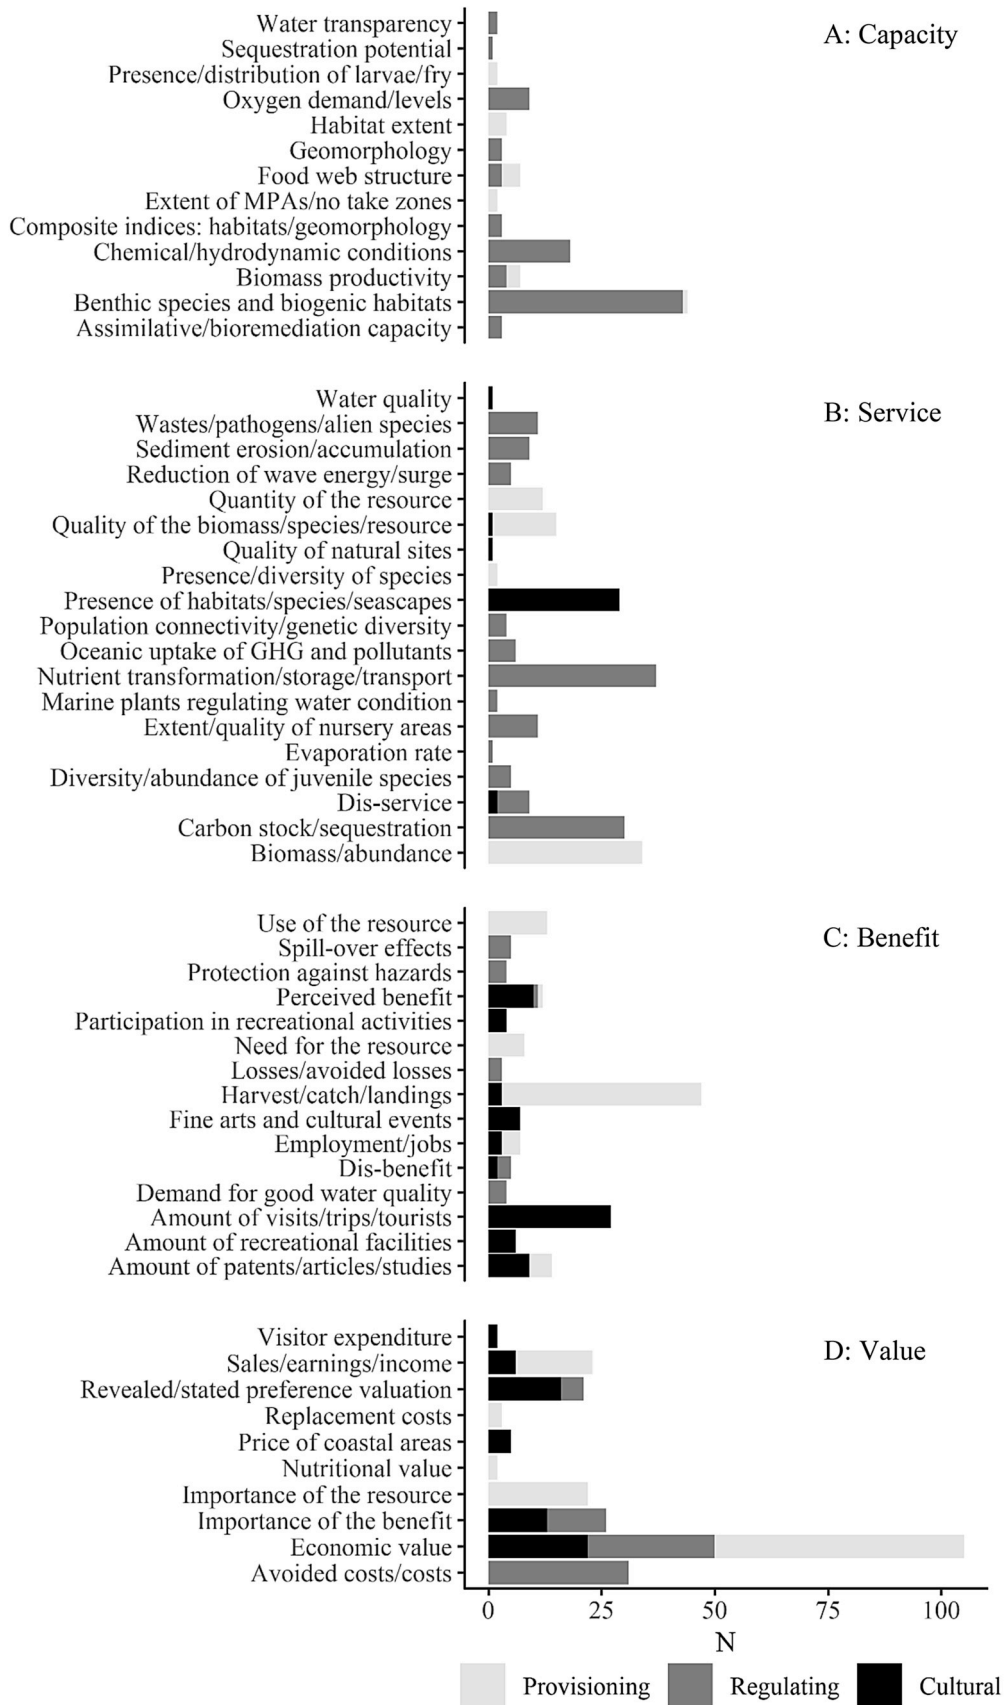 A: Capacity
Water transparency
Sequestration potential
Presence/distribution of larvae/fry
Oxygen demand/levels
Habitat extent
Geomorphology
Food web structure
Extent of MPAs/no take zones
Composite indices: habitats/geomorphology
Chemical/hydrodynamic conditions
Biomass productivity
Benthic species and biogenic habitats
Assimilative/bioremediation capacity
B: Service
Water quality
Wastes/pathogens/alien species
Sediment erosion/accumulation
Reduction of wave energy/surge
Quantity of the resource
Quality of the biomass/species/resource
Quality of natural sites
Presence/diversity of species
Presence of habitats/species/seascapes
Population connectivity/genetic diversity
Oceanic uptake of GHG and pollutants
Nutrient transformation/storage/transport
Marine plants regulating water condition
Extent/quality of nursery areas
Evaporation rate
Diversity/abundance of juvenile species
Dis-service
Carbon stock/sequestration
Biomass/abundance
C: Benefit
Use of the resource
Spill-over effects
Protection against hazards
Perceived benefit
Participation in recreational activities
Need for the resource
Losses/avoided losses
Harvest/catch/landings
Fine arts and cultural events
Employment/jobs
Dis-benefit
Demand for good water quality
Amount of visits/trips/tourists
Amount of recreational facilities
Amount of patents/articles/studies
D: Value
Visitor expenditure
Sales/earnings/income
Revealed/stated preference valuation
Replacement costs
Price of coastal areas
Nutritional value
Importance of the resource
Importance of the benefit
Economic value
Avoided costs/costs
0 25 50 75 100
N
Provisioning Regulating Cultural